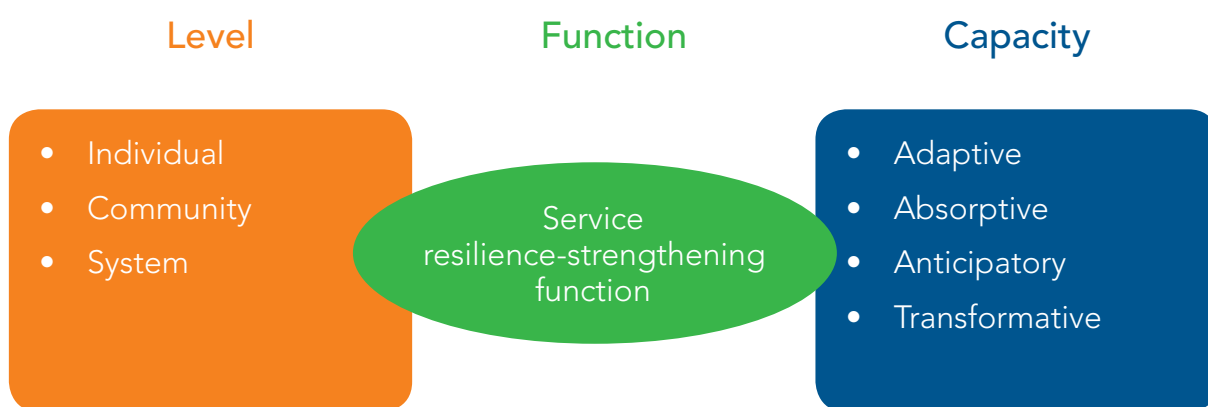 Level
Function
Capacity
• Individual
• Community
• System
Service
resilience-strengthening
function
• Adaptive
• Absorptive
• Anticipatory
• Transformative